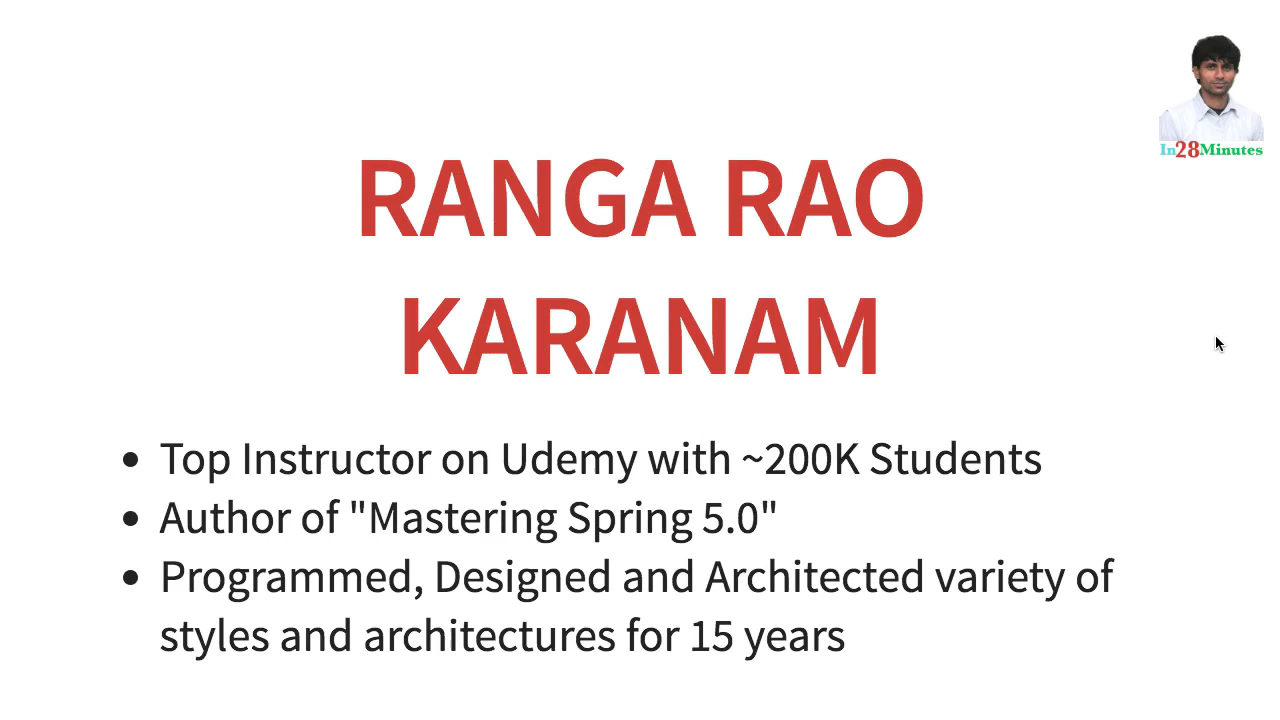 In28Minutes
RANGA RAO
KARANAM
• Top Instructor on Udemy with ~200K Students
• Author of "Mastering Spring 5.0"
• Programmed, Designed and Architected variety of
styles and architectures for 15 years